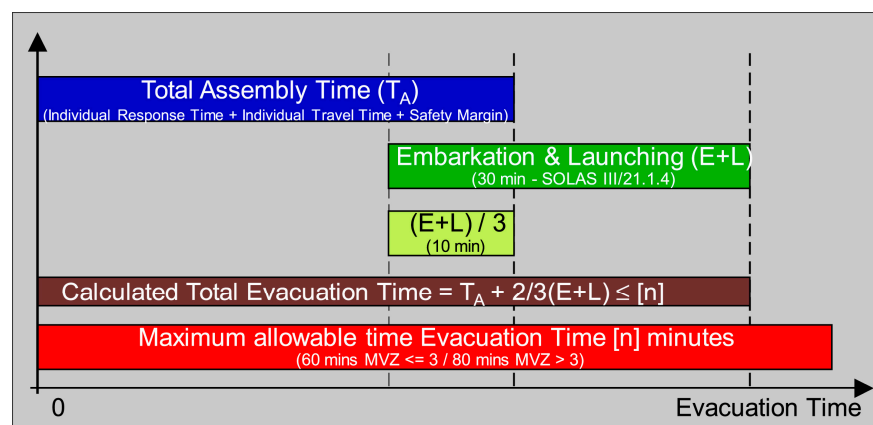 Total Assembly Time (T_A)
(Individual Response Time + Individual Travel Time + Safety Margin)
Embarkation & Launching (E+L)
(30 min - SOLAS III/21.1.4)
(E+L) / 3
(10 min)
Calculated Total Evacuation Time = T_A + 2/3(E+L) ≤ [n]
Maximum allowable time Evacuation Time [n] minutes
(60 mins MVZ <= 3 / 80 mins MVZ > 3)
0
Evacuation Time